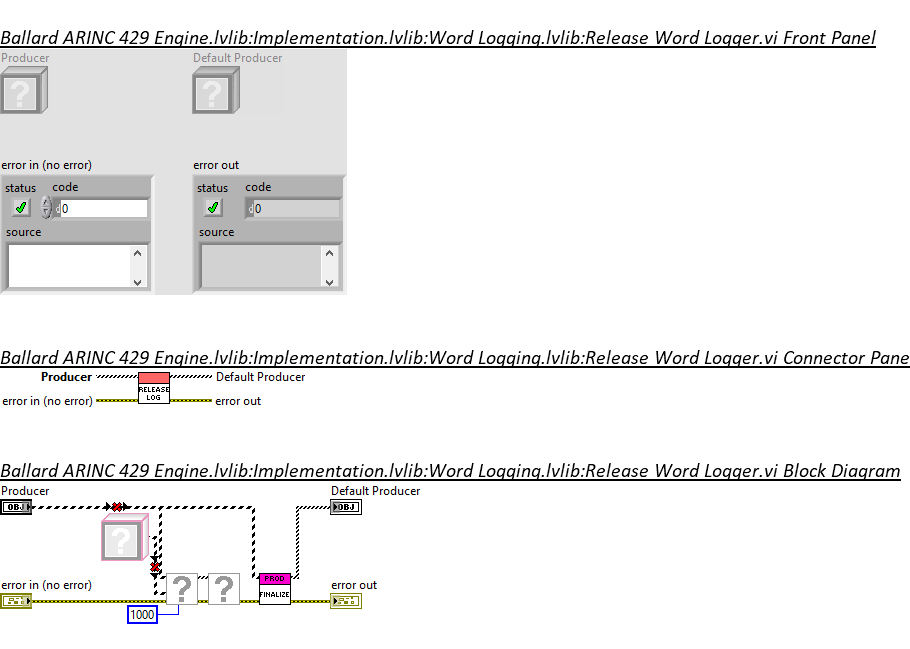 Ballard ARINC 429 Engine.lvlib:Implementation.lvlib:Word Logging.lvlib:Release Word Logger.vi Front Panel
Producer Default Producer
? ?
error in (no error) error out
status code status code
d 0 d 0
source source
Ballard ARINC 429 Engine.lvlib:Implementation.lvlib:Word Logging.lvlib:Release Word Logger.vi Connector Pane
Producer Default Producer
RELEASE
LOG
error in (no error) error out
Ballard ARINC 429 Engine.lvlib:Implementation.lvlib:Word Logging.lvlib:Release Word Logger.vi Block Diagram
Producer Default Producer
OBJ OBJ
?
error in (no error) ? ? PROD error out
FINALIZE
1000